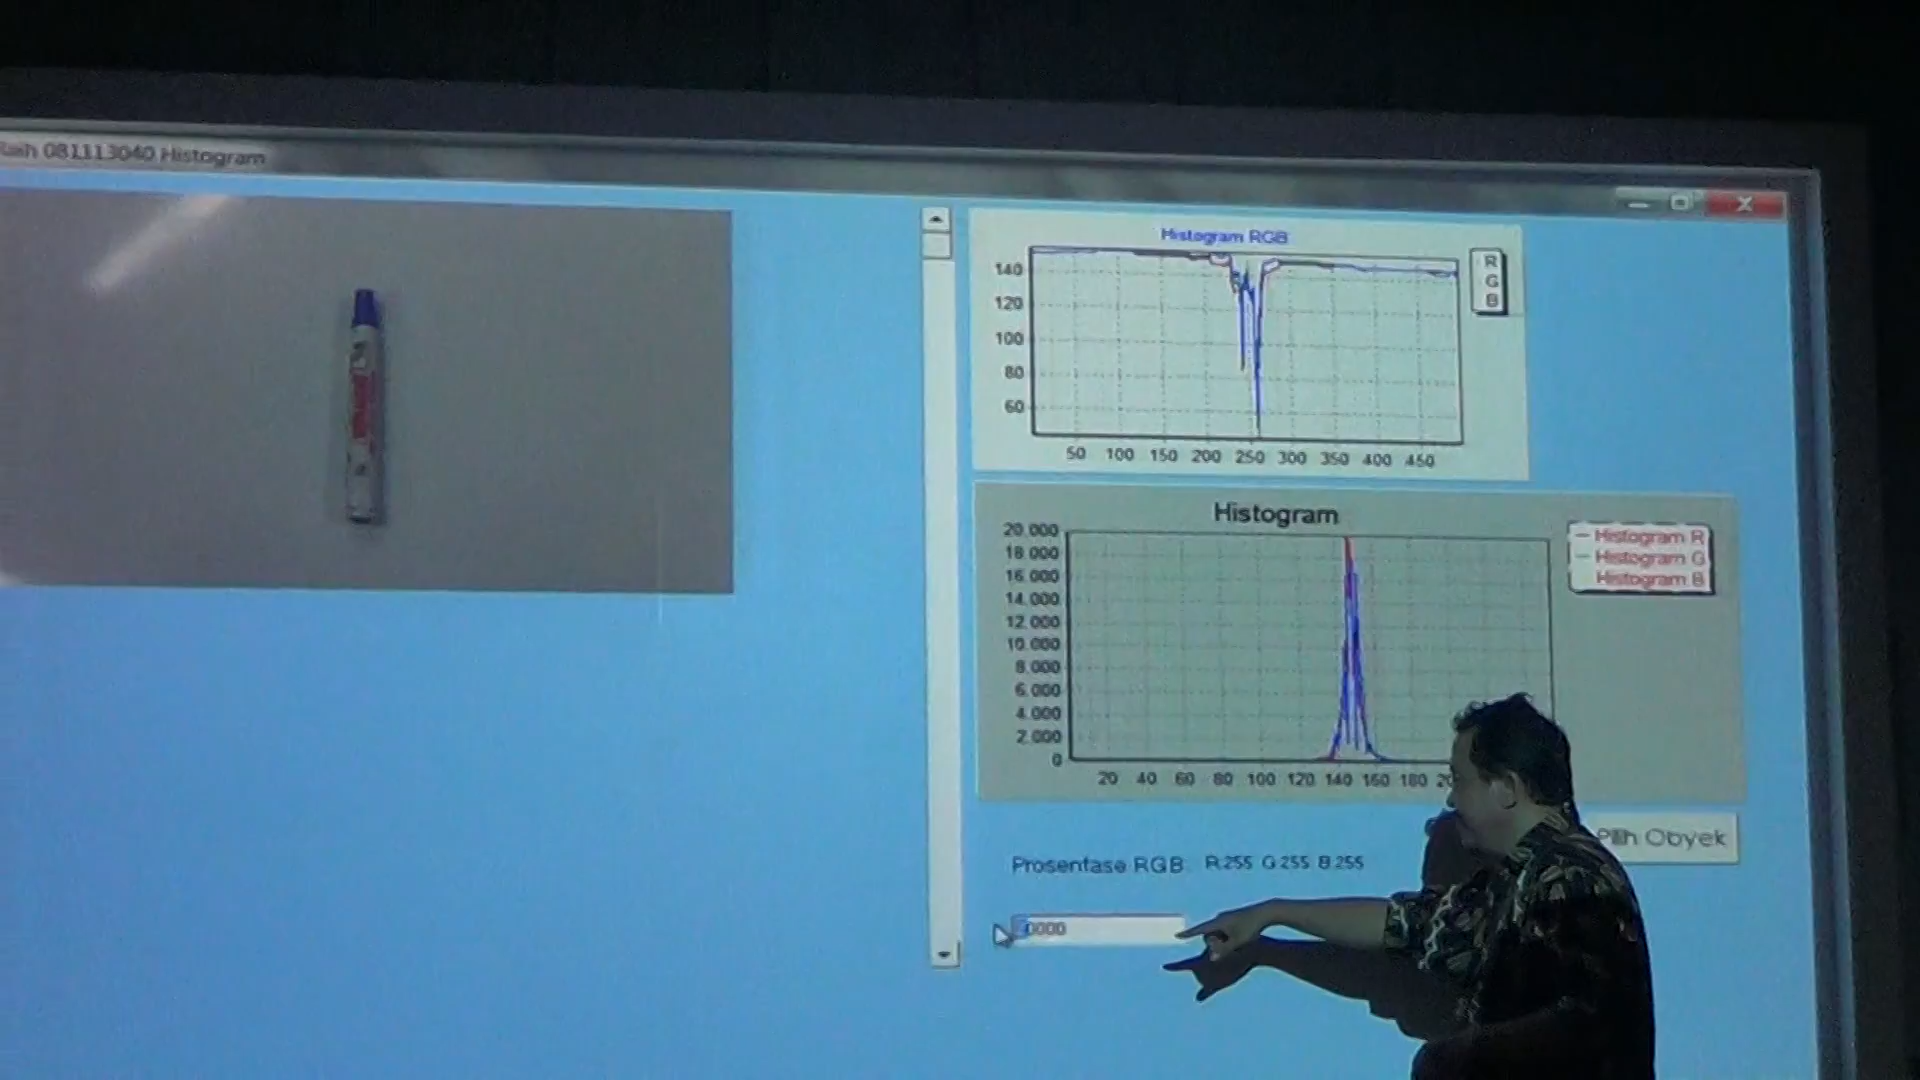 081113040 Histogram
Histogram RGB
140
120
100
80
60
50 100 150 200 250 300 350 400 450
R
G
B
Histogram
20.000
18.000
16.000
14.000
12.000
10.000
8.000
6.000
4.000
2.000
0
20 40 60 80 100 120 140 160 180
Histogram R
Histogram G
Histogram B
Obyek
Prosentase RGB R:255 G:255 B:255
0000